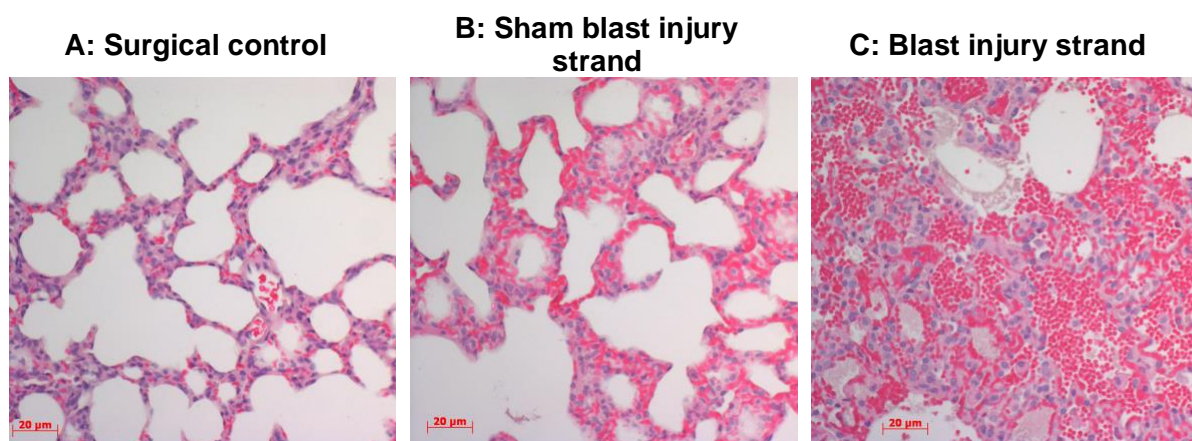 A: Surgical control
B: Sham blast injury
strand
C: Blast injury strand
20 µm
20 µm
20 µm